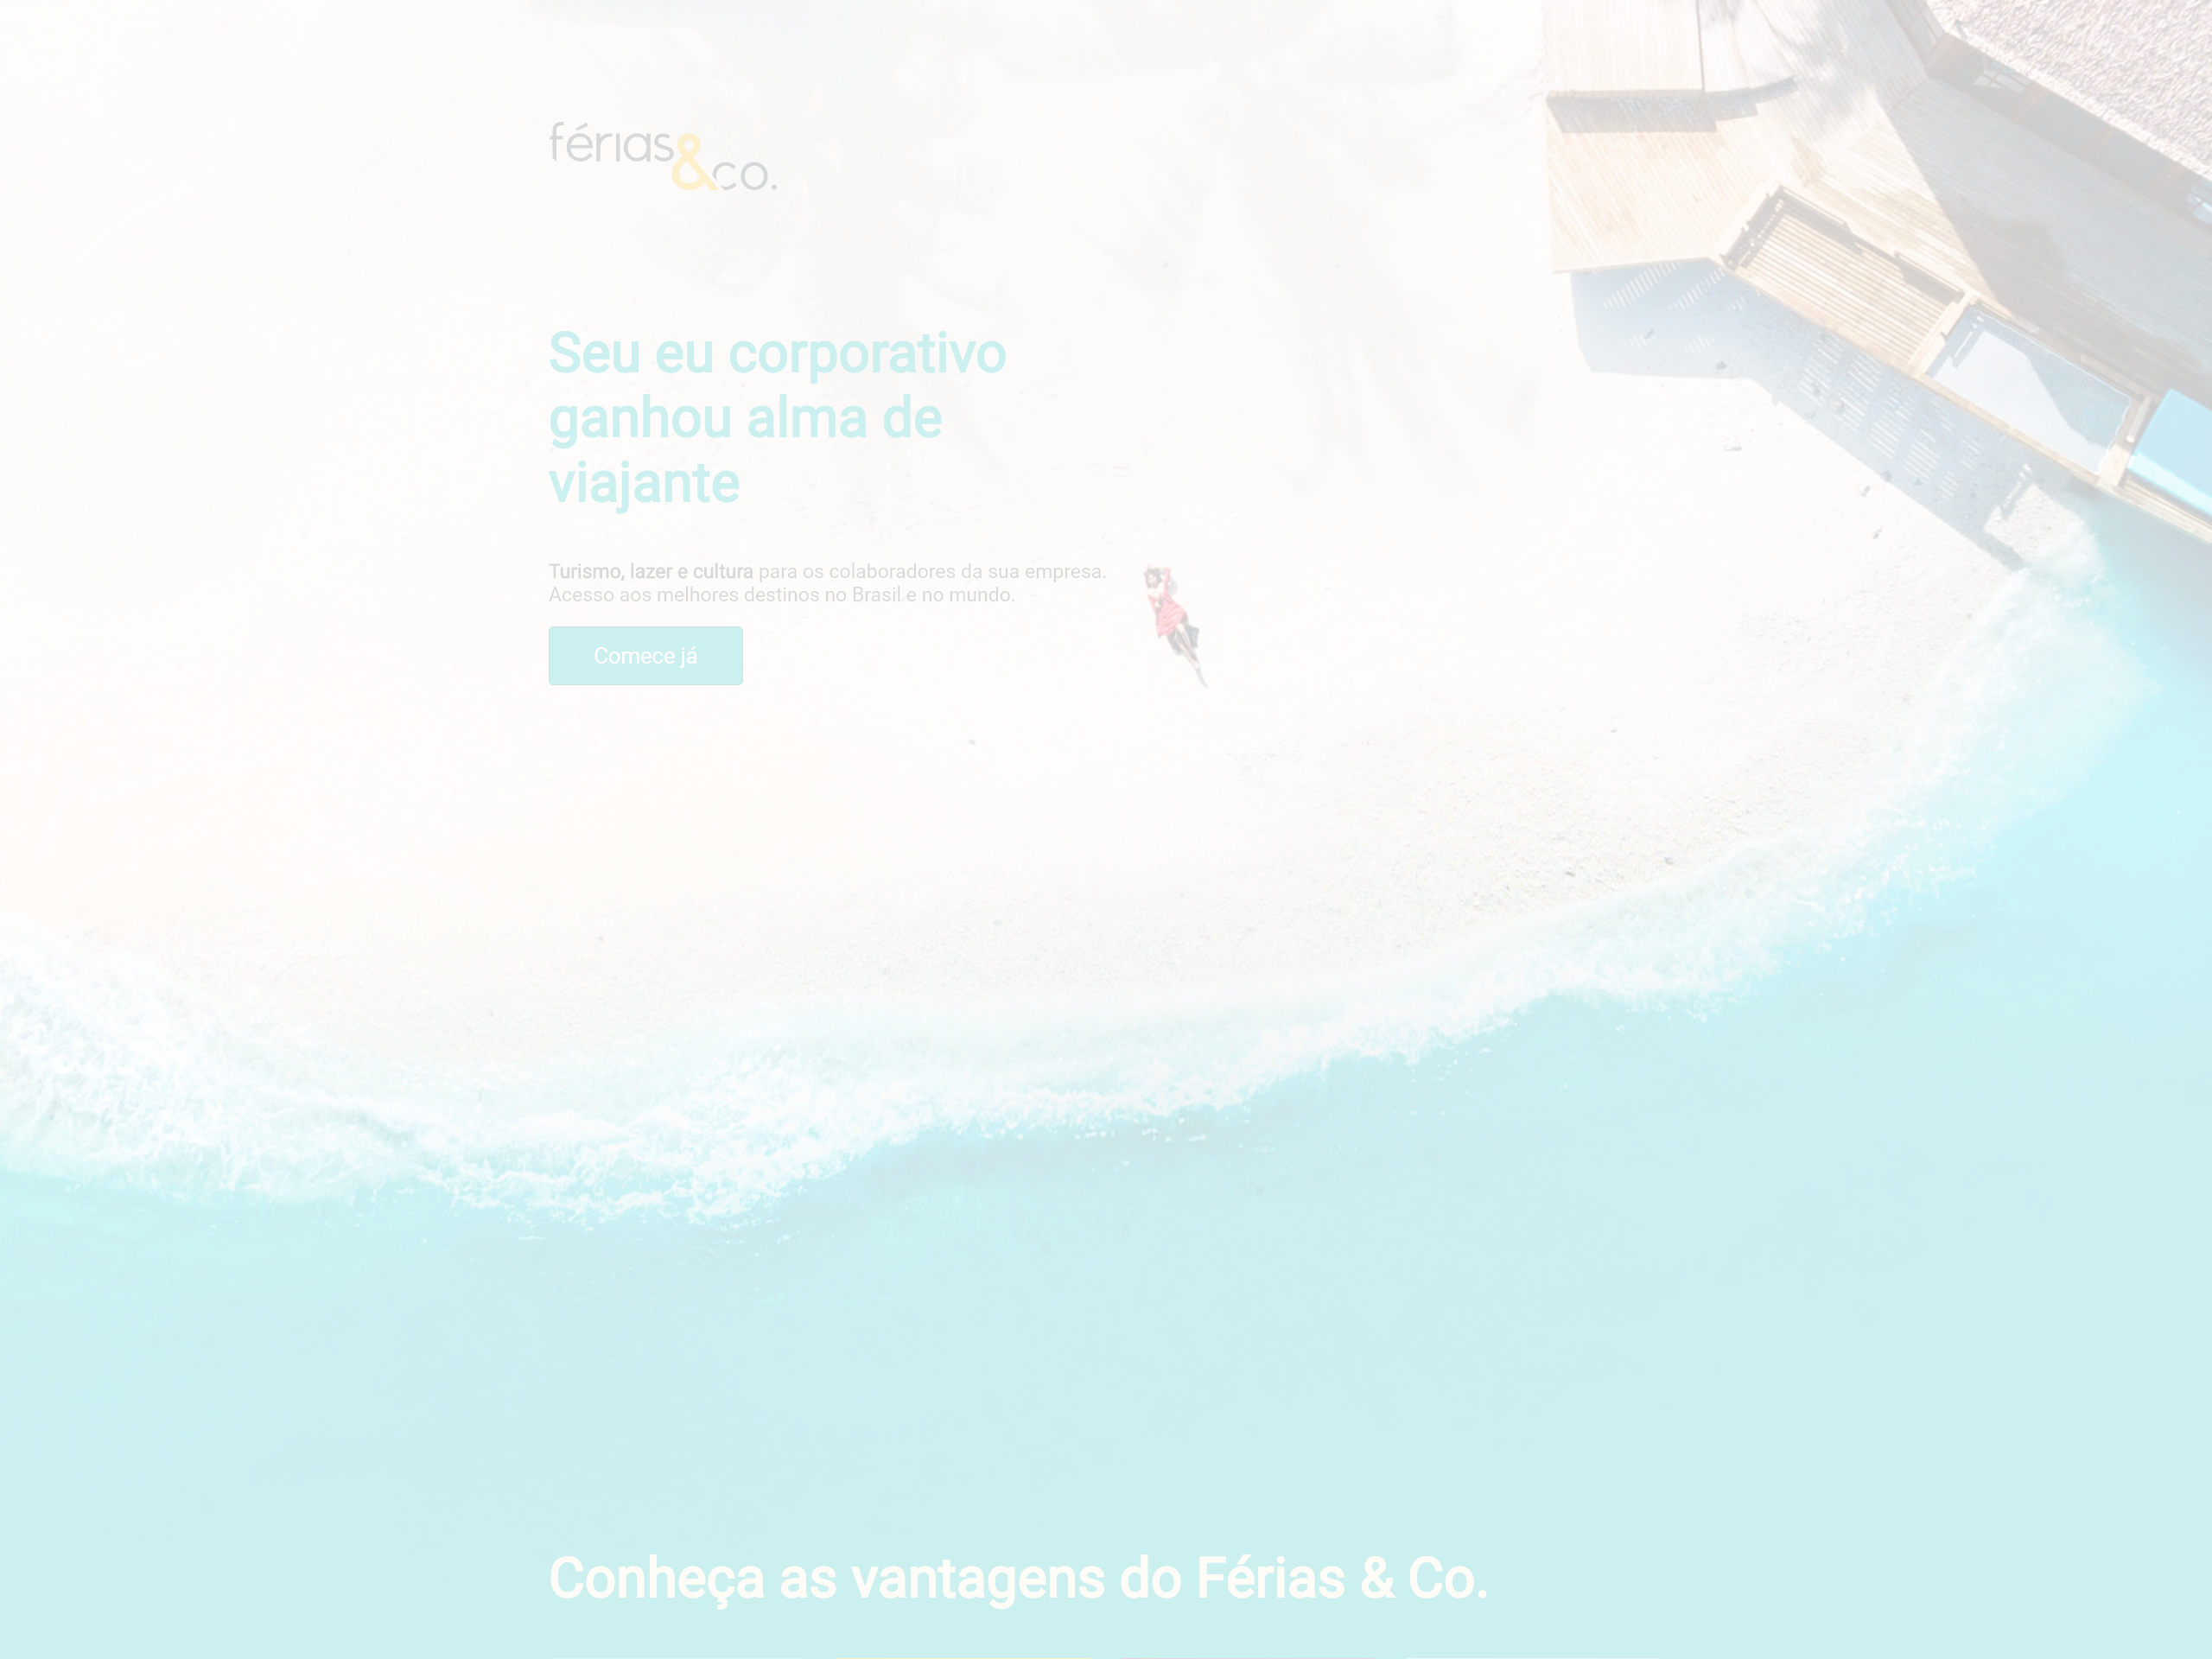 férias&co.
Seu eu corporativo
ganhou alma de
viajante
Turismo, lazer e cultura para os colaboradores da sua empresa.
Acesso aos melhores destinos no Brasil e no mundo.
Comece já
Conheça as vantagens do Férias & Co.